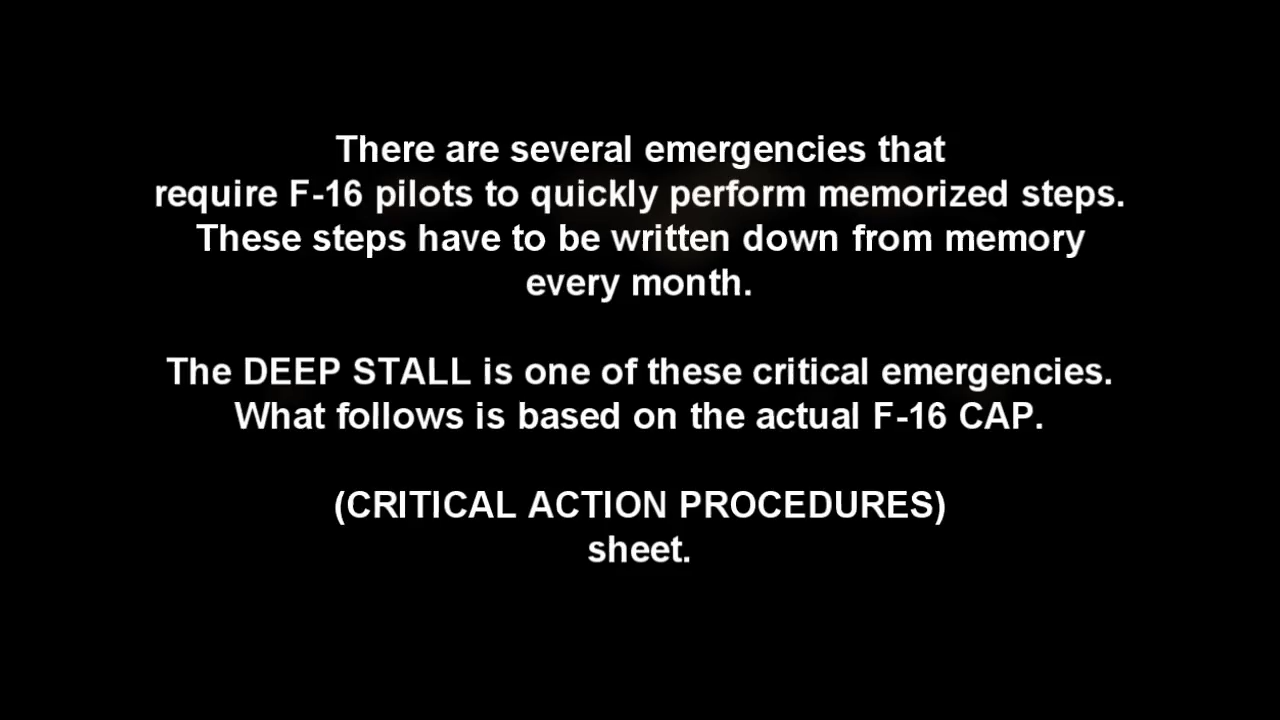 There are several emergencies that
require F-16 pilots to quickly perform memorized steps.
These steps have to be written down from memory
every month.
The DEEP STALL is one of these critical emergencies.
What follows is based on the actual F-16 CAP.
(CRITICAL ACTION PROCEDURES)
sheet.